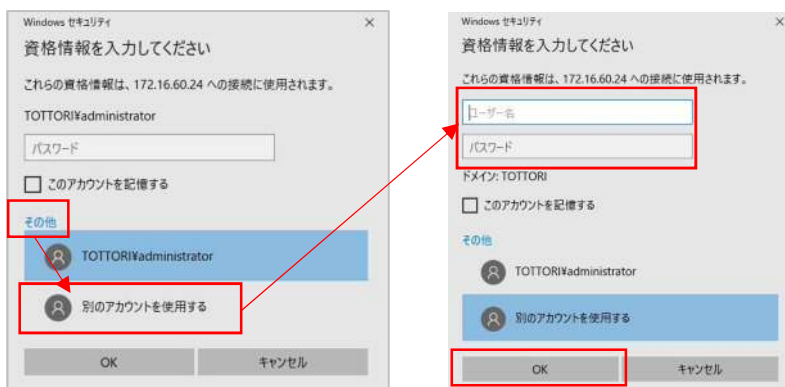 Windows セキュリティ
資格情報を入力してください
これらの資格情報は、172.16.60.24 への接続に使用されます。
TOTTORI¥administrator
パスワード
このアカウントを記憶する
その他
TOTTORI¥administrator
別のアカウントを使用する
OK
キャンセル
Windows セキュリティ
資格情報を入力してください
これらの資格情報は、172.16.60.24 への接続に使用されます。
ユーザー名
パスワード
ドメイン: TOTTORI
このアカウントを記憶する
その他
TOTTORI¥administrator
別のアカウントを使用する
OK
キャンセル